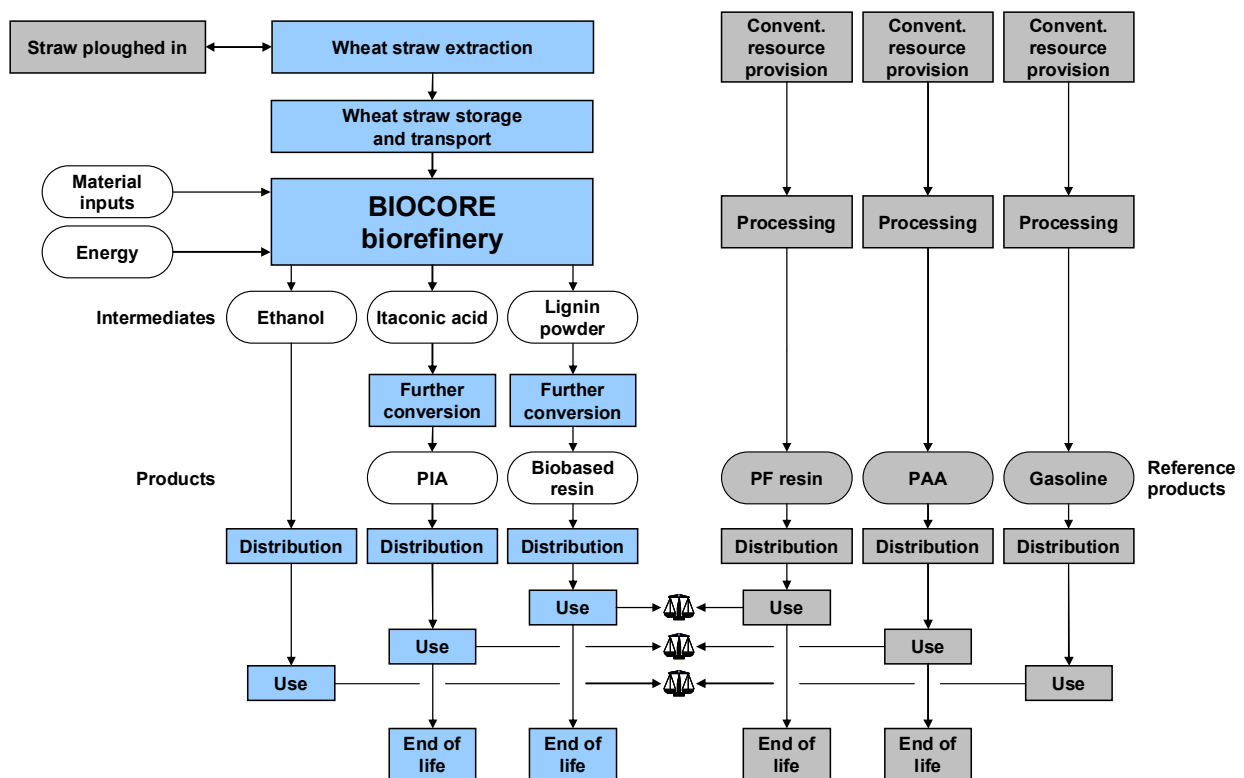 Straw ploughed in
Wheat straw extraction
Convent.
resource
provision
Convent.
resource
provision
Convent.
resource
provision
Wheat straw storage
and transport
Material
inputs
Energy
BIOCORE
biorefinery
Processing
Processing
Processing
Intermediates
Ethanol
Itaconic acid
Lignin
powder
Further
conversion
Further
conversion
Products
PIA
Biobased
resin
PF resin
PAA
Gasoline
Reference
products
Distribution
Distribution
Distribution
Distribution
Distribution
Distribution
Use
Use
Use
Use
Use
Use
End of
life
End of
life
End of
life
End of
life